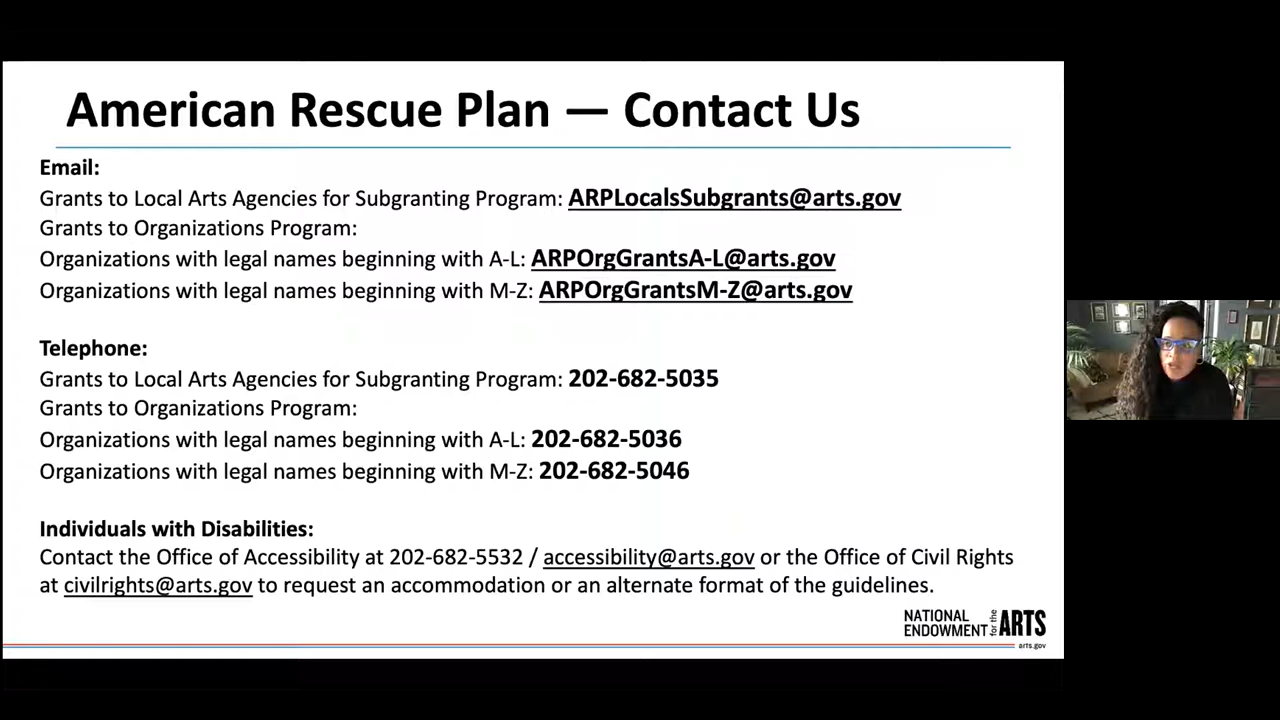 American Rescue Plan — Contact Us
Email:
Grants to Local Arts Agencies for Subgranting Program: ARPLocalsSubgrants@arts.gov
Grants to Organizations Program:
Organizations with legal names beginning with A-L: ARPOrgGrantsA-L@arts.gov
Organizations with legal names beginning with M-Z: ARPOrgGrantsM-Z@arts.gov
Telephone:
Grants to Local Arts Agencies for Subgranting Program: 202-682-5035
Grants to Organizations Program:
Organizations with legal names beginning with A-L: 202-682-5036
Organizations with legal names beginning with M-Z: 202-682-5046
Individuals with Disabilities:
Contact the Office of Accessibility at 202-682-5532 / accessibility@arts.gov or the Office of Civil Rights
at civilrights@arts.gov to request an accommodation or an alternate format of the guidelines.
NATIONAL
ENDOWMENT for the ARTS
arts.gov